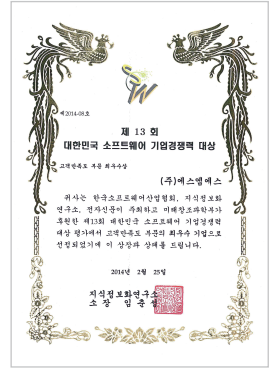 SW
제2014-08호
제 13 회
대한민국 소프트웨어 기업경쟁력 대상
고객만족도 부문 최우수상
(주)에스엠에스
귀사는 한국소프트웨어산업협회, 지식정보화
연구소, 전자신문이 주최하고 미래창조과학부가
후원한 제13회 대한민국 소프트웨어 기업경쟁력
대상 평가에서 고객만족도 부문의 최우수 기업으로
선정되었기에 이 상장과 상패를 드립니다.
2014년 2월 25일
지식정보화연구소
소 장 임 춘 성